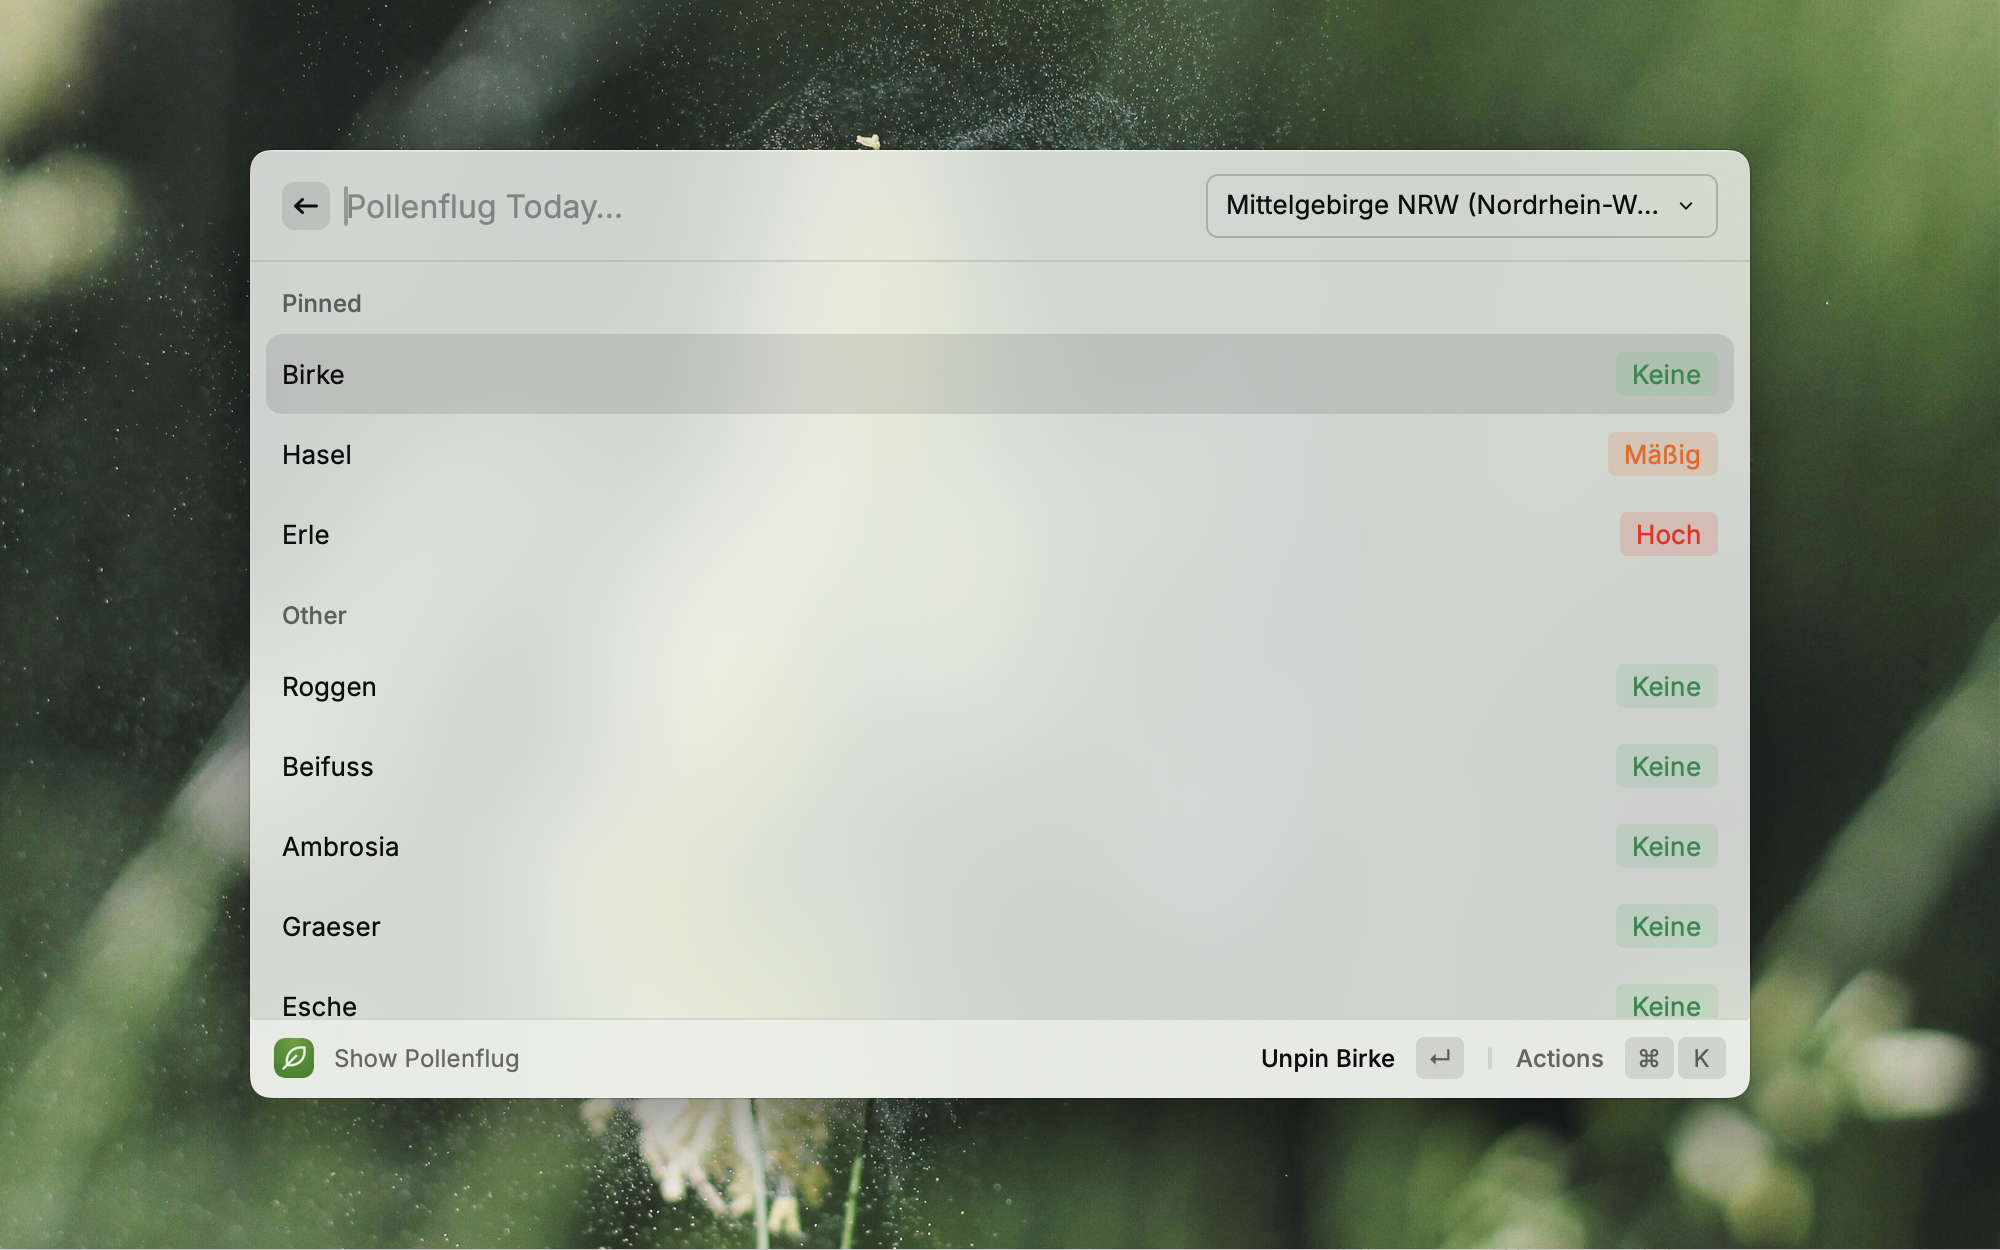 Pollenflug Today...
Mittelgebirge NRW (Nordrhein-W...
Pinned
Birke Keine
Hasel Mäßig
Erle Hoch
Other
Roggen Keine
Beifuss Keine
Ambrosia Keine
Graeser Keine
Esche Keine
Show Pollenflug
Unpin Birke ↵ Actions ⌘ K